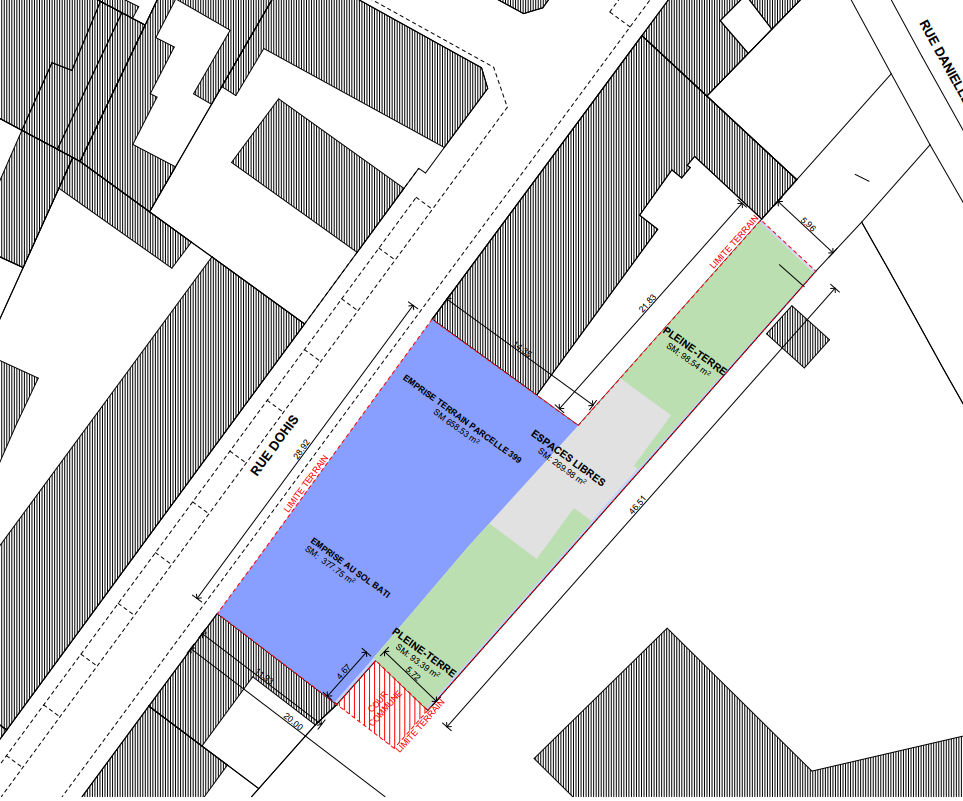 RUE DANIELL
5.96
LIMITE TERRAIN
21.83
PLEINE-TERRE
SM: 98.54 m²
28.92
RUE DOHIS
LIMITE TERRAIN
EMPRISE TERRAIN PARCELLE 399
SM 658.53 m²
ESPACES LIBRES
SM: 269.98 m²
46.51
EMPRISE AU SOL BATI
SM: 377.75 m²
PLEINE-TERRE
SM: 93.39 m²
4.67
5.72
COUR
COMMUNE
LIMITE TERRAIN
20.00